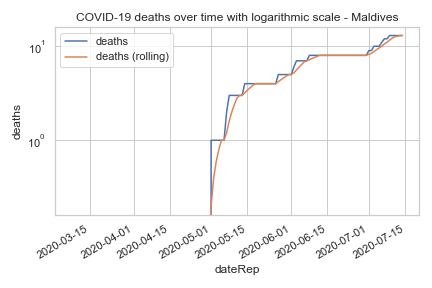 COVID-19 deaths over time with logarithmic scale - Maldives
deaths
deaths (rolling)
10¹
10⁰
deaths
2020-03-15
2020-04-01
2020-04-15
2020-05-01
2020-05-15
2020-06-01
2020-06-15
2020-07-01
2020-07-15
dateRep